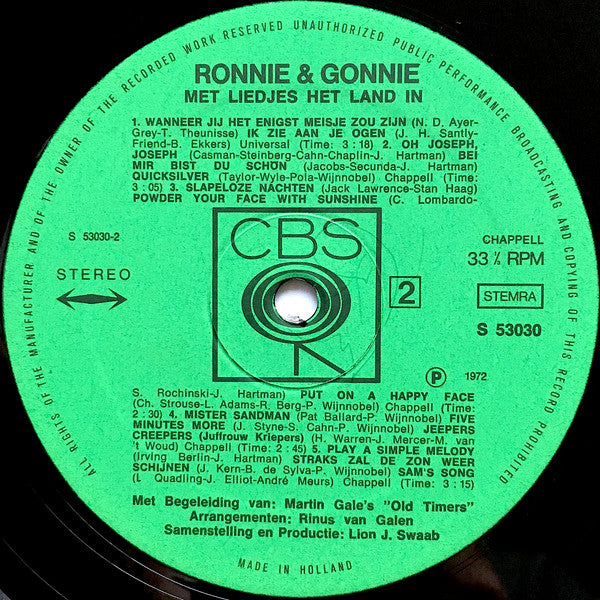 ALL RIGHTS OF THE MANUFACTURER AND OF THE OWNER OF THE RECORDED WORK RESERVED UNAUTHORIZED PUBLIC PERFORMANCE BROADCASTING AND COPYING OF THIS RECORD PROHIBITED
RONNIE & GONNIE
MET LIEDJES HET LAND IN
1. WANNEER JIJ HET ENIGST MEISJE ZOU ZIJN (N. D. Ayer-
Grey-T. Theunisse) IK ZIE AAN JE OGEN (J. H. Santly-
Friend-B. Ekkers) Universal (Time: 3 : 18) 2. OH JOSEPH,
JOSEPH (Casman-Steinberg-Cahn-Chaplin-J. Hartman) BEI
MIR BIST DU SCHÖN (Jacobs-Secunda-J. Hartman)
QUICKSILVER (Taylor-Wyle-Pola-Wijnnobel) Chappell (Time
: 3 05) 3. SLAPELOZE NACHTEN (Jack Lawrence-Stan Haag)
POWDER YOUR FACE WITH SUNSHINE (C. Lombardo-
S 53030-2
STEREO
CBS
2
CHAPPELL
33⅓ RPM
STEMRA
S 53030
P 1972
S. Rochinski-J. Hartman) PUT ON A HAPPY FACE
(Ch. Strouse-L. Adams-R. Berg-P. Wijnnobel) Chappell (Time:
2 : 30) 4. MISTER SANDMAN (Pat Ballard-P. Wijnnobel) FIVE
MINUTES MORE (J. Styne-S. Cahn-P. Wijnnobel) JEEPERS
CREEPERS (Juffrouw Kriepers) (H. Warren-J. Mercer-M. van
't Woud) Chappell (Time: 2 : 45) 5. PLAY A SIMPLE MELODY
(Irving Berlin-J. Hartman) STRAKS ZAL DE ZON WEER
SCHIJNEN (J. Kern-B. de Sylva-P. Wijnnobel) SAM'S SONG
(L Quadling-J. Elliot-André Meurs) Chappell (Time: 3 : 15)
Met Begeleiding van: Martin Gale's "Old Timers"
Arrangementen: Rinus van Galen
Samenstelling en Produktie: Lion J. Swaab
MADE IN HOLLAND